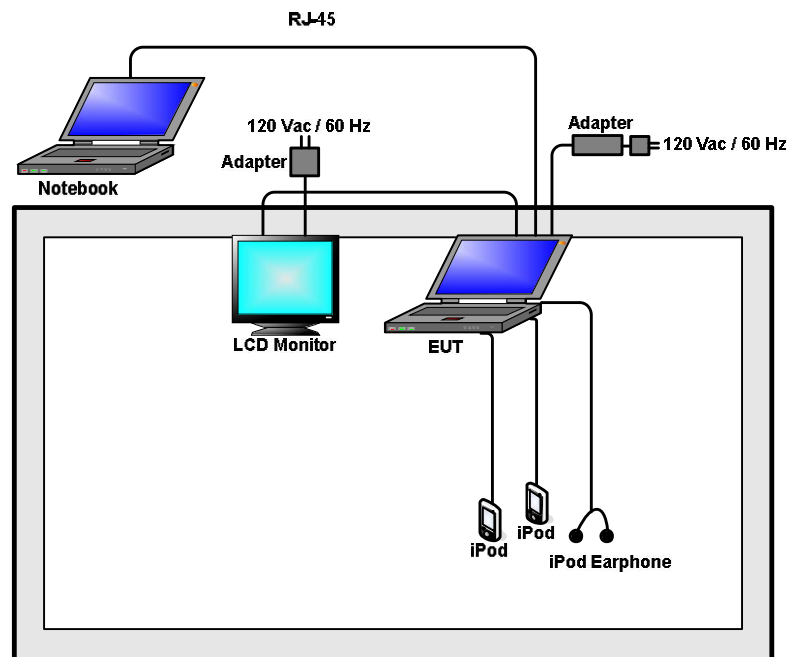 RJ-45
120 Vac / 60 Hz
Adapter
Adapter
120 Vac / 60 Hz
Notebook
LCD Monitor
EUT
iPod
iPod
iPod Earphone